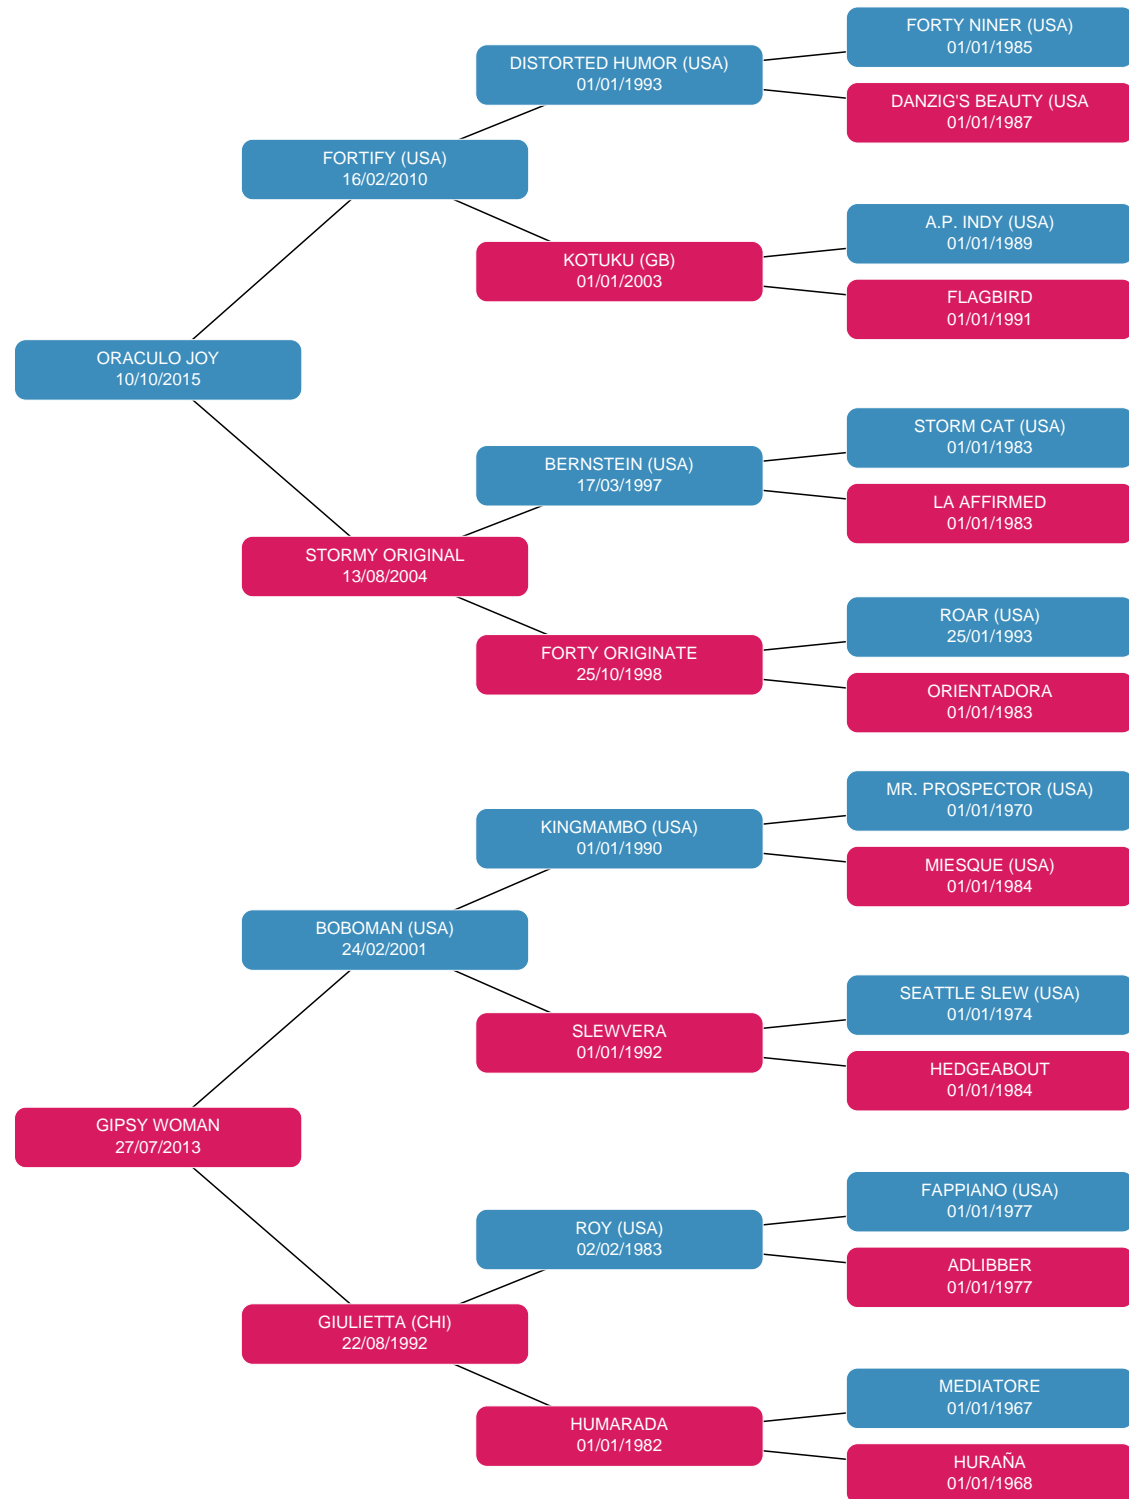 FORTY NINER (USA)
01/01/1985
DISTORTED HUMOR (USA)
01/01/1993
DANZIG'S BEAUTY (USA
01/01/1987
FORTIFY (USA)
16/02/2010
A.P. INDY (USA)
01/01/1989
KOTUKU (GB)
01/01/2003
FLAGBIRD
01/01/1991
ORACULO JOY
10/10/2015
STORM CAT (USA)
01/01/1983
BERNSTEIN (USA)
17/03/1997
LA AFFIRMED
01/01/1983
STORMY ORIGINAL
13/08/2004
ROAR (USA)
25/01/1993
FORTY ORIGINATE
25/10/1998
ORIENTADORA
01/01/1983
MR. PROSPECTOR (USA)
01/01/1970
KINGMAMBO (USA)
01/01/1990
MIESQUE (USA)
01/01/1984
BOBOMAN (USA)
24/02/2001
SEATTLE SLEW (USA)
01/01/1974
SLEWVERA
01/01/1992
HEDGEABOUT
01/01/1984
GIPSY WOMAN
27/07/2013
FAPPIANO (USA)
01/01/1977
ROY (USA)
02/02/1983
ADLIBBER
01/01/1977
GIULIETTA (CHI)
22/08/1992
MEDIATORE
01/01/1967
HUMARADA
01/01/1982
HURAÑA
01/01/1968